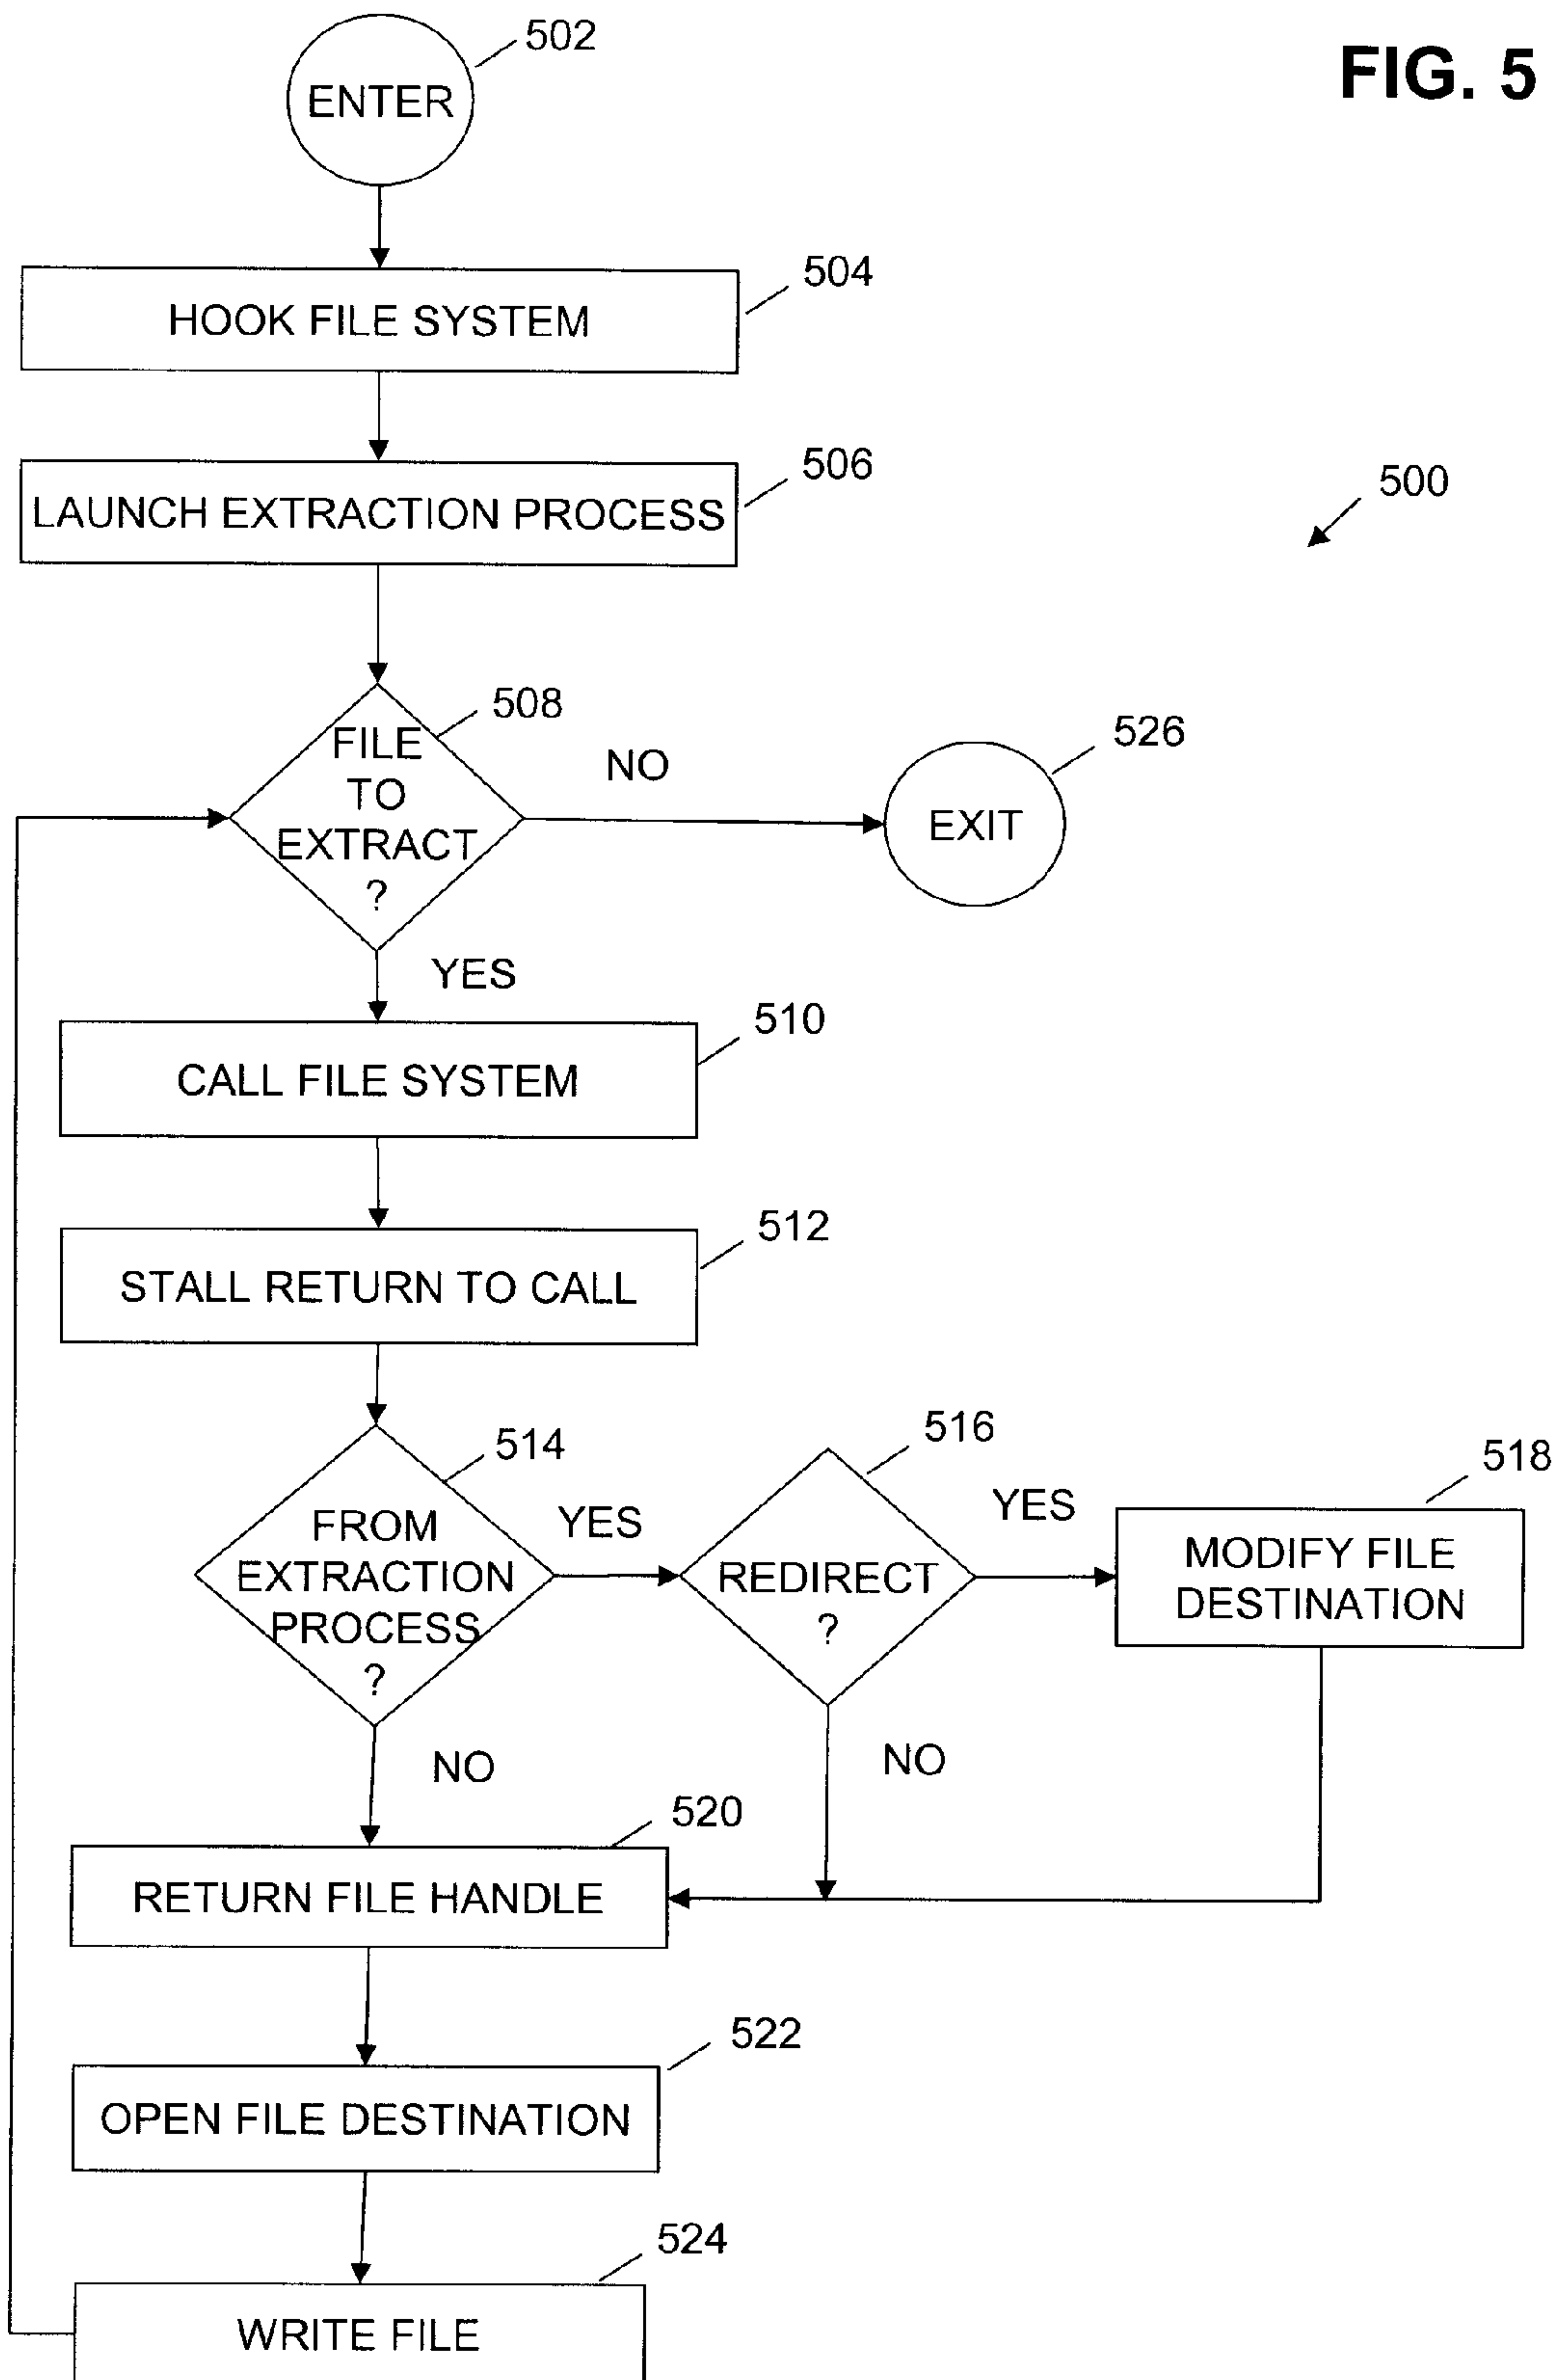 FIG. 5
502
ENTER
504
HOOK FILE SYSTEM
506
LAUNCH EXTRACTION PROCESS
500
508
FILE
TO
EXTRACT
?
NO
526
EXIT
YES
510
CALL FILE SYSTEM
512
STALL RETURN TO CALL
514
FROM
EXTRACTION
PROCESS
?
YES
516
REDIRECT
?
YES
518
MODIFY FILE
DESTINATION
NO
NO
520
RETURN FILE HANDLE
522
OPEN FILE DESTINATION
524
WRITE FILE